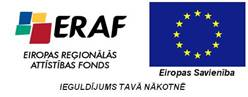 ERAF
EIROPAS REĢIONĀLĀS
ATTĪSTĪBAS FONDS
Eiropas Savienība
IEGULDĪJUMS TAVĀ NĀKOTNĒ